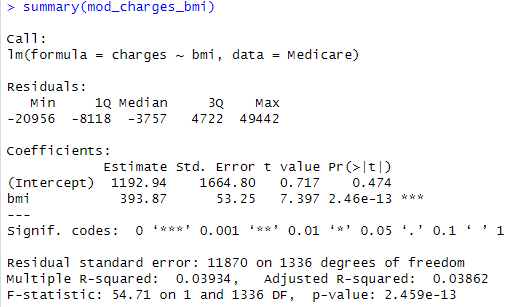 > summary(mod_charges_bmi)
Call:
lm(formula = charges ~ bmi, data = Medicare)
Residuals:
   Min     1Q Median     3Q    Max
-20956  -8118  -3757   4722  49442
Coefficients:
            Estimate Std. Error t value Pr(>|t|)
(Intercept)  1192.94    1664.80   0.717    0.474
bmi           393.87      53.25   7.397 2.46e-13 ***
---
Signif. codes:  0 ‘***’ 0.001 ‘**’ 0.01 ‘*’ 0.05 ‘.’ 0.1 ‘ ’ 1
Residual standard error: 11870 on 1336 degrees of freedom
Multiple R-squared:  0.03934,   Adjusted R-squared:  0.03862
F-statistic: 54.71 on 1 and 1336 DF,  p-value: 2.459e-13